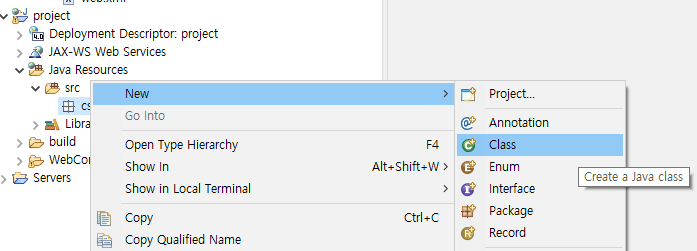 web.xml
project
Deployment Descriptor: project
JAX-WS Web Services
Java Resources
src
cs
Libra
build
WebCon
Servers
New
Go Into
Open Type Hierarchy F4
Show In Alt+Shift+W
Show in Local Terminal
Copy Ctrl+C
Copy Qualified Name
Project...
Annotation
Class
Enum
Interface
Package
Record
Create a Java class